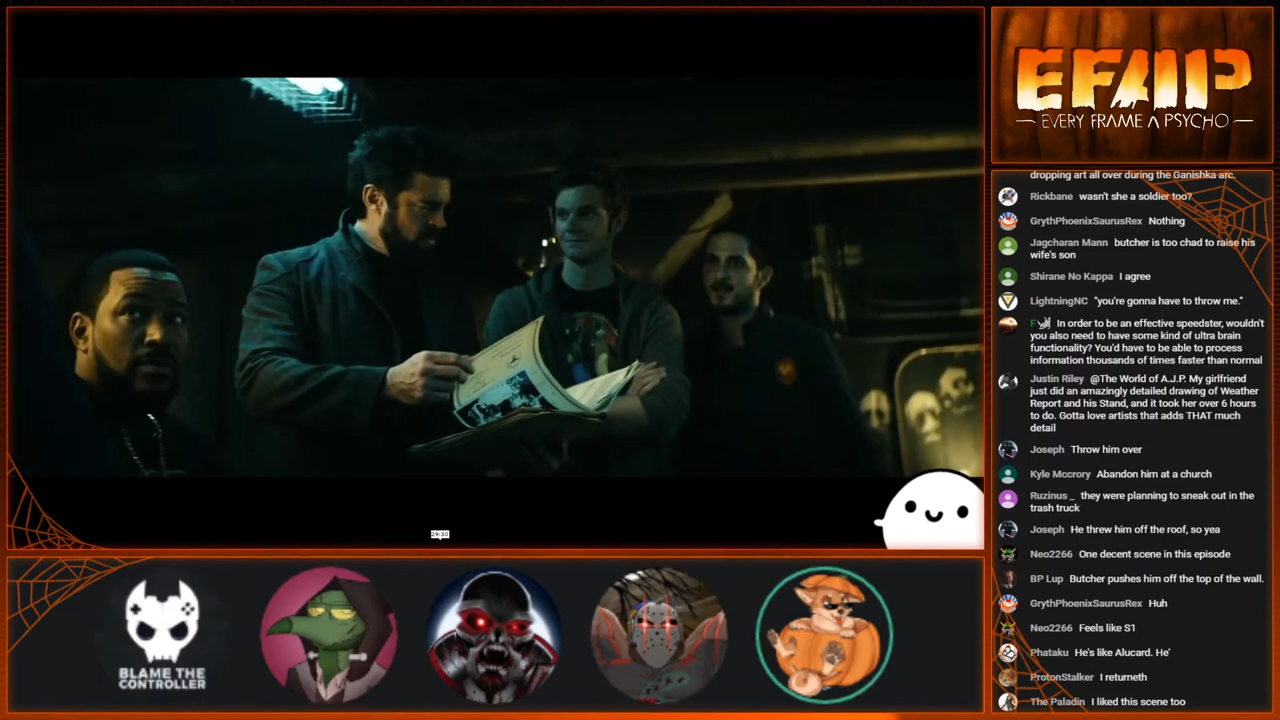 EFAP
EVERY FRAME A PSYCHO
dropping art all over during the Ganishka arc.
Rickbane wasn't she a soldier too?
GrythPhoenixSaurusRex Nothing
Jagcharan Mann butcher is too chad to raise his
wife's son
Shirane No Kappa I agree
LightningNC "you're gonna have to throw me."
In order to be an effective speedster, wouldn't
you also need to have some kind of ultra brain
functionality? You'd have to be able to process
information thousands of times faster than normal
Justin Riley @The World of A.J.P. My girlfriend
just did an amazingly detailed drawing of Weather
Report and his Stand, and it took her over 6 hours
to do. Gotta love artists that adds THAT much
detail
Joseph Throw him over
Kyle Mccrory Abandon him at a church
Ruzinus _ they were planning to sneak out in the
trash truck
Joseph He threw him off the roof, so yea
Neo2266 One decent scene in this episode
BP Lup Butcher pushes him off the top of the wall.
GrythPhoenixSaurusRex Huh
Neo2266 Feels like S1
Phataku He's like Alucard. He'
ProtonStalker I returneth
The Paladin I liked this scene too
29:30
BLAME THE
CONTROLLER